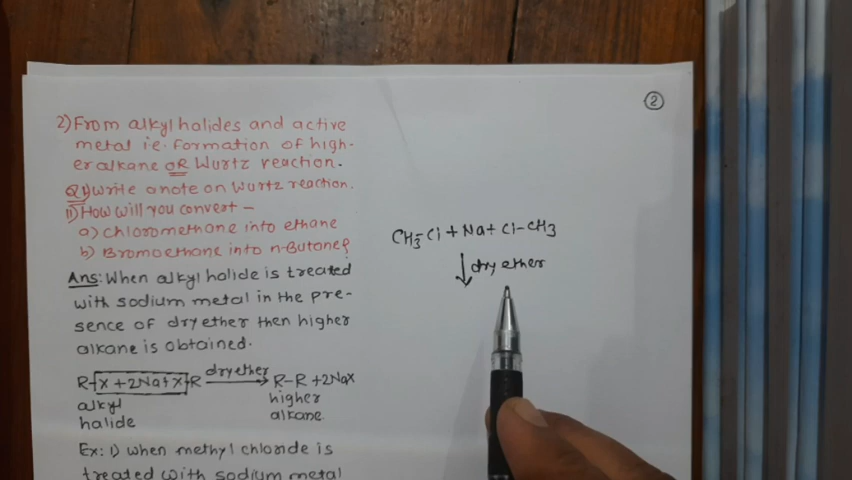 2
2) From alkyl halides and active
metal i.e. formation of high-
er alkane OR Wurtz reaction.
Q1) Write a note on Wurtz reaction.
11) How will you convert –
a) chloromethane into ethane
b) Bromoethane into n-Butane?
Ans: When alkyl halide is treated
with sodium metal in the pre-
sence of dry ether then higher
alkane is obtained.
R-X + 2Na + X-R dry ether → R-R + 2NaX
alkyl higher
halide alkane
Ex: 1) when methyl chloride is
treated with sodium metal
CH3-Cl + Na + Cl-CH3
↓ dry ether